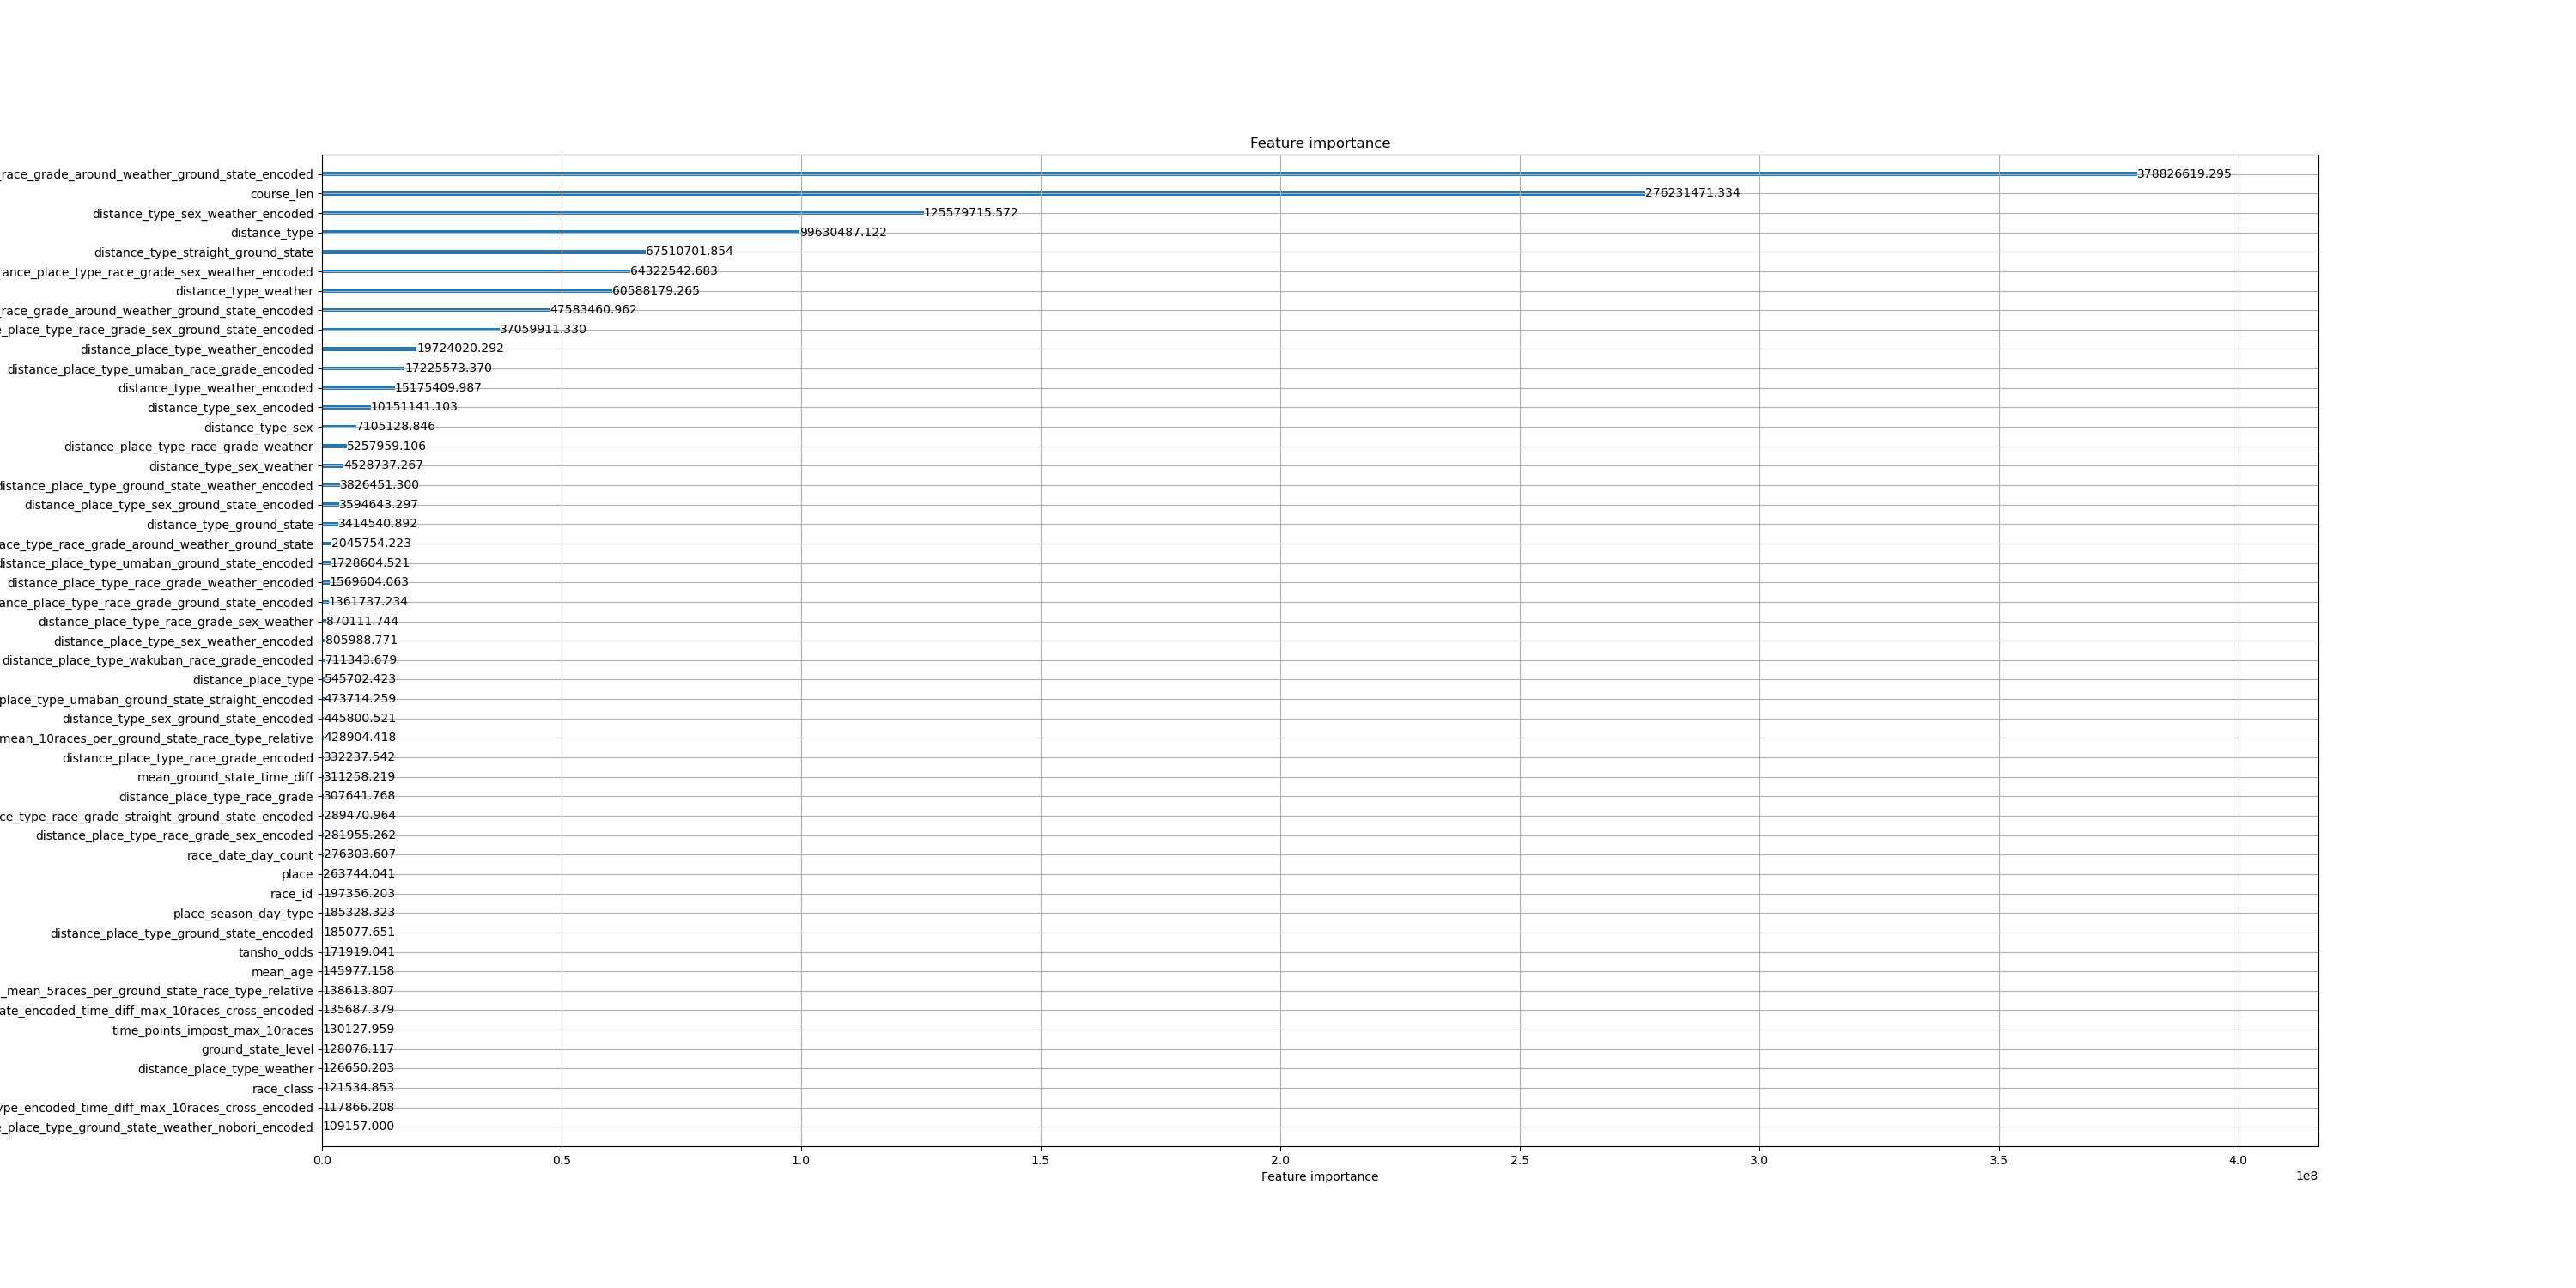 Feature importance
race_grade_around_weather_ground_state_encoded 378826619.295
course_len 276231471.334
distance_type_sex_weather_encoded 125579715.572
distance_type 99630487.122
distance_type_straight_ground_state 67510701.854
tance_place_type_race_grade_sex_weather_encoded 64322542.683
distance_type_weather 60588179.265
race_grade_around_weather_ground_state_encoded 47583460.962
_place_type_race_grade_sex_ground_state_encoded 37059911.330
distance_place_type_weather_encoded 19724020.292
distance_place_type_umaban_race_grade_encoded 17225573.370
distance_type_weather_encoded 15175409.987
distance_type_sex_encoded 10151141.103
distance_type_sex 7105128.846
distance_place_type_race_grade_weather 5257959.106
distance_type_sex_weather 4528737.267
distance_place_type_ground_state_weather_encoded 3826451.300
distance_place_type_sex_ground_state_encoded 3594643.297
distance_type_ground_state 3414540.892
ace_type_race_grade_around_weather_ground_state 2045754.223
distance_place_type_umaban_ground_state_encoded 1728604.521
distance_place_type_race_grade_weather_encoded 1569604.063
ance_place_type_race_grade_ground_state_encoded 1361737.234
distance_place_type_race_grade_sex_weather 870111.744
distance_place_type_sex_weather_encoded 805988.771
distance_place_type_wakuban_race_grade_encoded 711343.679
distance_place_type 545702.423
place_type_umaban_ground_state_straight_encoded 473714.259
distance_type_sex_ground_state_encoded 445800.521
mean_10races_per_ground_state_race_type_relative 428904.418
distance_place_type_race_grade_encoded 332237.542
mean_ground_state_time_diff 311258.219
distance_place_type_race_grade 307641.768
ce_type_race_grade_straight_ground_state_encoded 289470.964
distance_place_type_race_grade_sex_encoded 281955.262
race_date_day_count 276303.607
place 263744.041
race_id 197356.203
place_season_day_type 185328.323
distance_place_type_ground_state_encoded 185077.651
tansho_odds 171919.041
mean_age 145977.158
_mean_5races_per_ground_state_race_type_relative 138613.807
ate_encoded_time_diff_max_10races_cross_encoded 135687.379
time_points_impost_max_10races 130127.959
ground_state_level 128076.117
distance_place_type_weather 126650.203
race_class 121534.853
ype_encoded_time_diff_max_10races_cross_encoded 117866.208
_place_type_ground_state_weather_nobori_encoded 109157.000
0.0 0.5 1.0 1.5 2.0 2.5 3.0 3.5 4.0
1e8
Feature importance